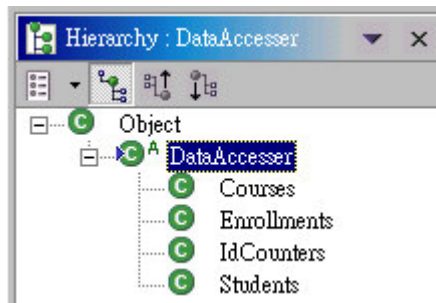 Hierarchy : DataAccesser
C Object
C A DataAccesser
C Courses
C Enrollments
C IdCounters
C Students